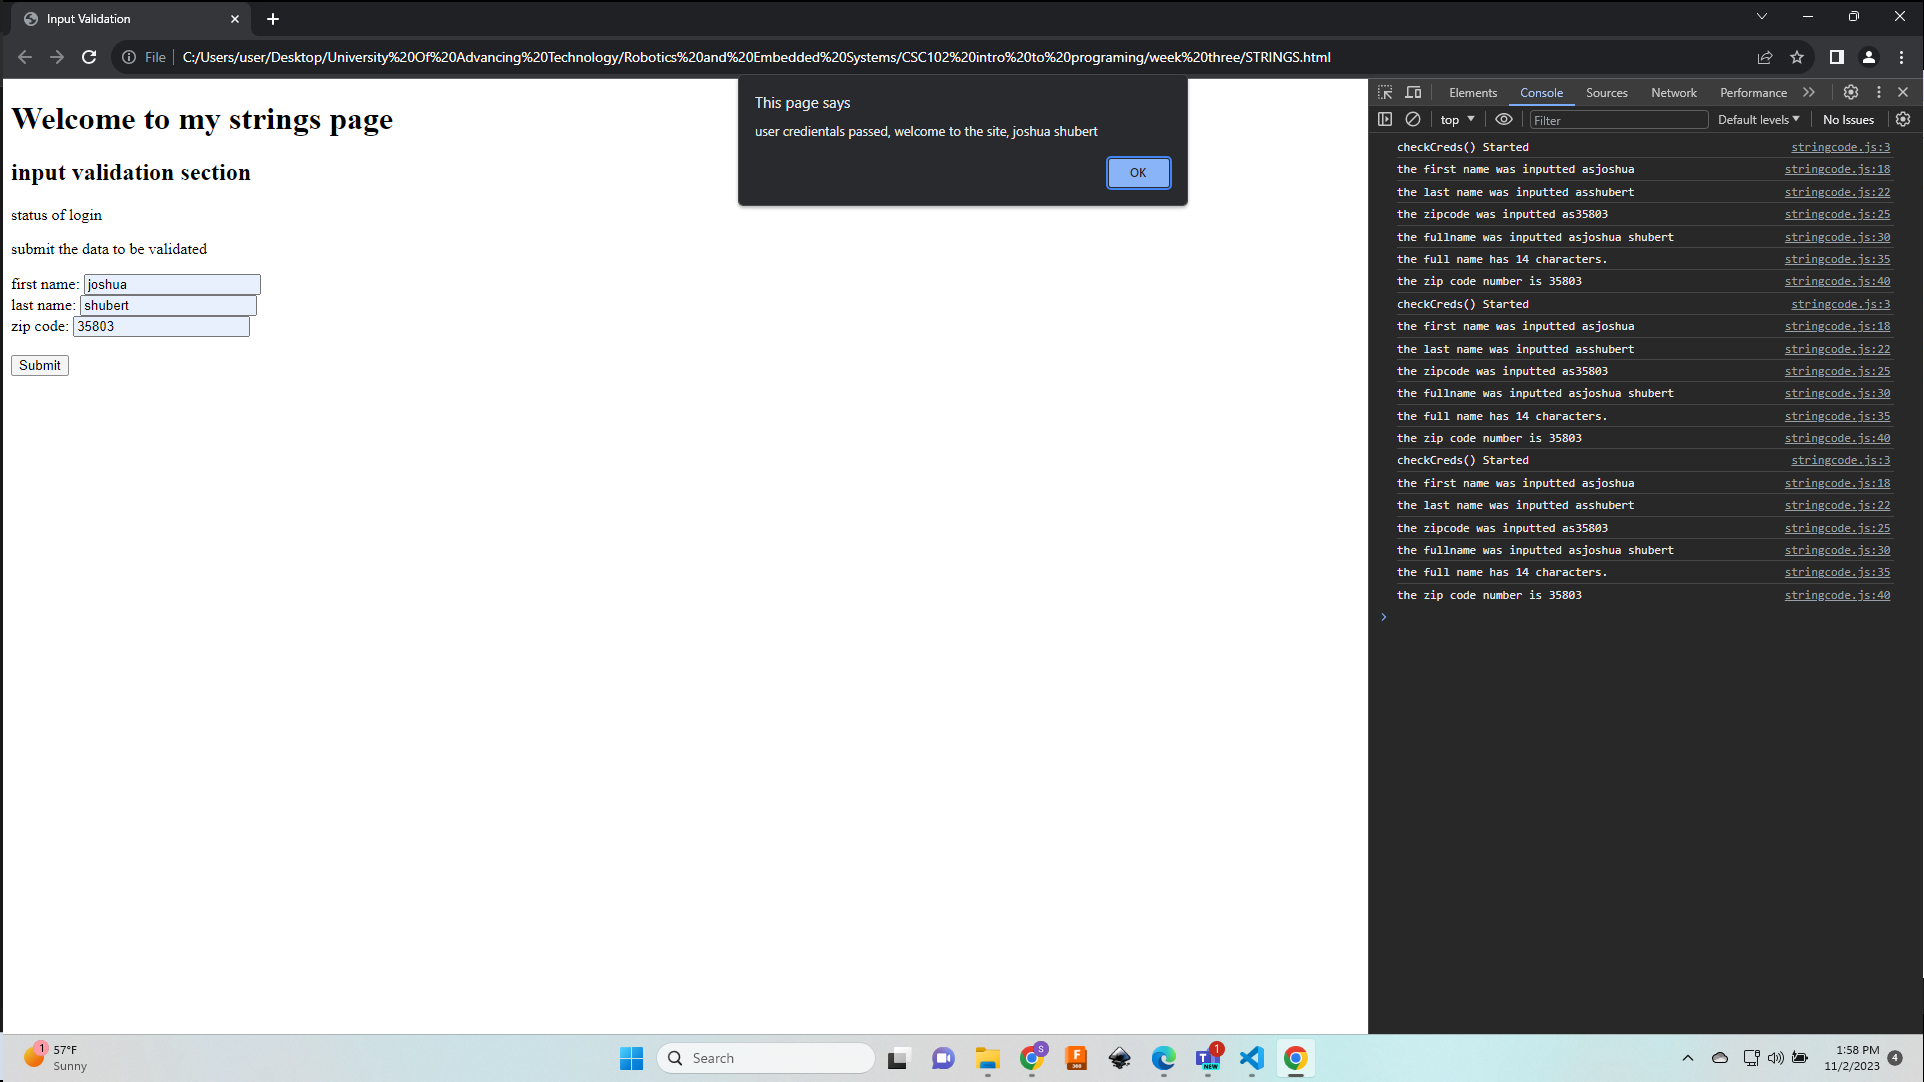 Input Validation
File
C:/Users/user/Desktop/University%20Of%20Advancing%20Technology/Robotics%20and%20Embedded%20Systems/CSC102%20intro%20to%20programing/week%20three/STRINGS.html
This page says
user credientals passed, welcome to the site, joshua shubert
OK
Welcome to my strings page
input validation section
status of login
submit the data to be validated
first name: joshua
last name: shubert
zip code: 35803
Submit
Elements Console Sources Network Performance
top Filter Default levels No Issues
checkCreds() Started stringcode.js:3
the first name was inputted asjoshua stringcode.js:18
the last name was inputted asshubert stringcode.js:22
the zipcode was inputted as35803 stringcode.js:25
the fullname was inputted asjoshua shubert stringcode.js:30
the full name has 14 characters. stringcode.js:35
the zip code number is 35803 stringcode.js:40
checkCreds() Started stringcode.js:3
the first name was inputted asjoshua stringcode.js:18
the last name was inputted asshubert stringcode.js:22
the zipcode was inputted as35803 stringcode.js:25
the fullname was inputted asjoshua shubert stringcode.js:30
the full name has 14 characters. stringcode.js:35
the zip code number is 35803 stringcode.js:40
checkCreds() Started stringcode.js:3
the first name was inputted asjoshua stringcode.js:18
the last name was inputted asshubert stringcode.js:22
the zipcode was inputted as35803 stringcode.js:25
the fullname was inputted asjoshua shubert stringcode.js:30
the full name has 14 characters. stringcode.js:35
the zip code number is 35803 stringcode.js:40
1
57°F
Sunny
Search
S
F
360
T
1
NEW
1:58 PM
11/2/2023
4